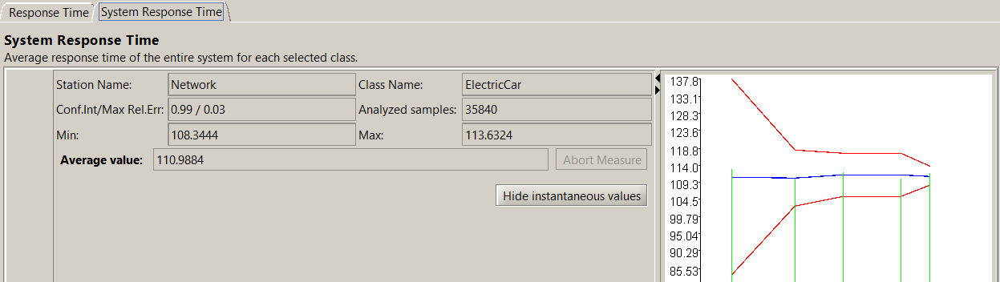 Response Time System Response Time
System Response Time
Average response time of the entire system for each selected class.
Station Name: Network Class Name: ElectricCar
Conf.Int/Max Rel.Err: 0.99 / 0.03 Analyzed samples: 35840
Min: 108.3444 Max: 113.6324
Average value: 110.9884 Abort Measure
Hide instantaneous values
137.8
133.1
128.3
123.6
118.8
114.0
109.3
104.5
99.79
95.04
90.29
85.53